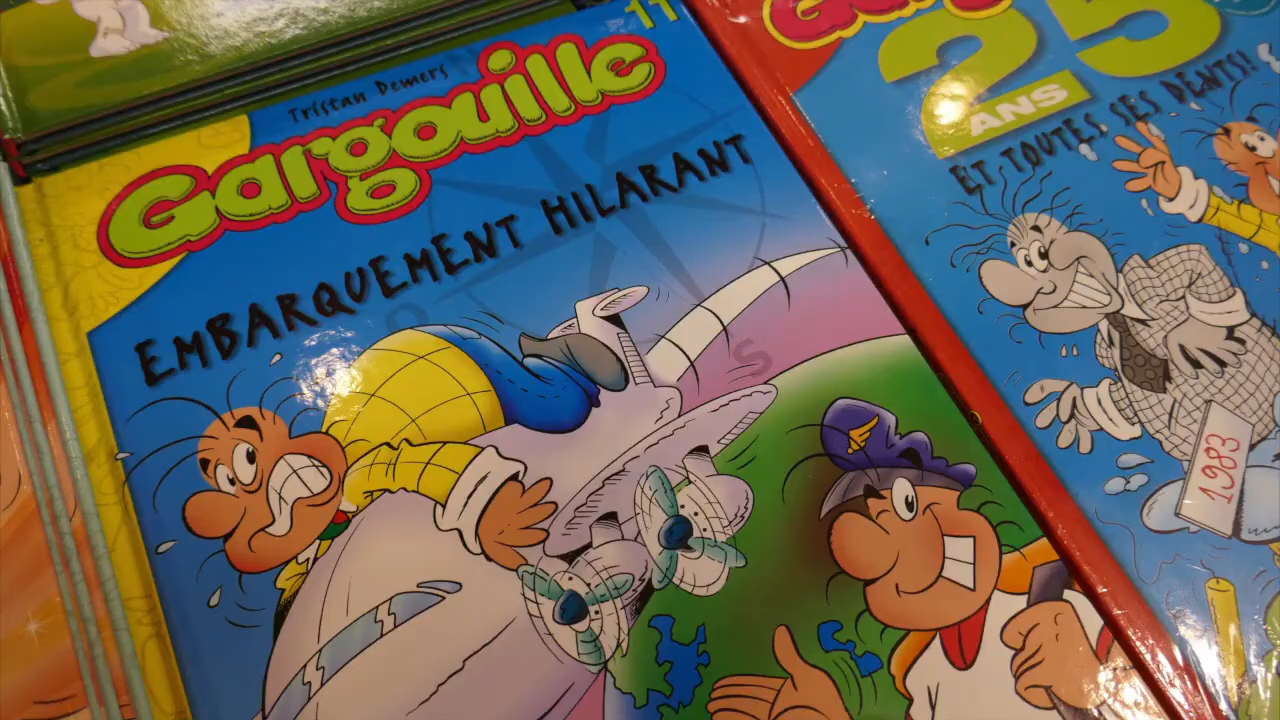 11
Tristan Demers
Gargouille
EMBARQUEMENT HILARANT
O
S
25
ANS
ET TOUTES SES DENTS!
1983